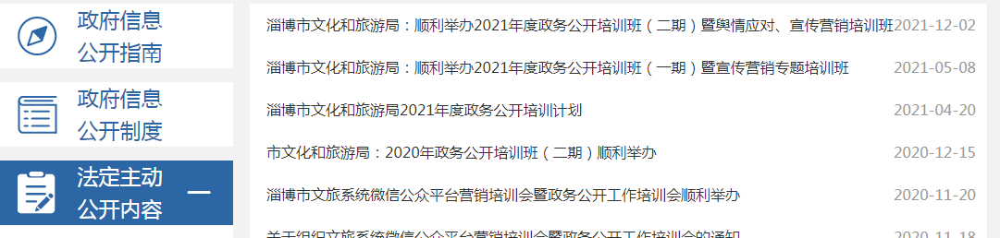 政府信息
公开指南
政府信息
公开制度
法定主动
公开内容
淄博市文化和旅游局：顺利举办2021年度政务公开培训班（二期）暨舆情应对、宣传营销培训班 2021-12-02
淄博市文化和旅游局：顺利举办2021年度政务公开培训班（一期）暨宣传营销专题培训班 2021-05-08
淄博市文化和旅游局2021年度政务公开培训计划 2021-04-20
市文化和旅游局：2020年政务公开培训班（二期）顺利举办 2020-12-15
淄博市文旅系统微信公众平台营销培训会暨政务公开工作培训会顺利举办 2020-11-20
关于组织文旅系统微信公众平台营销培训会暨政务公开工作培训会的通知 2020-11-18